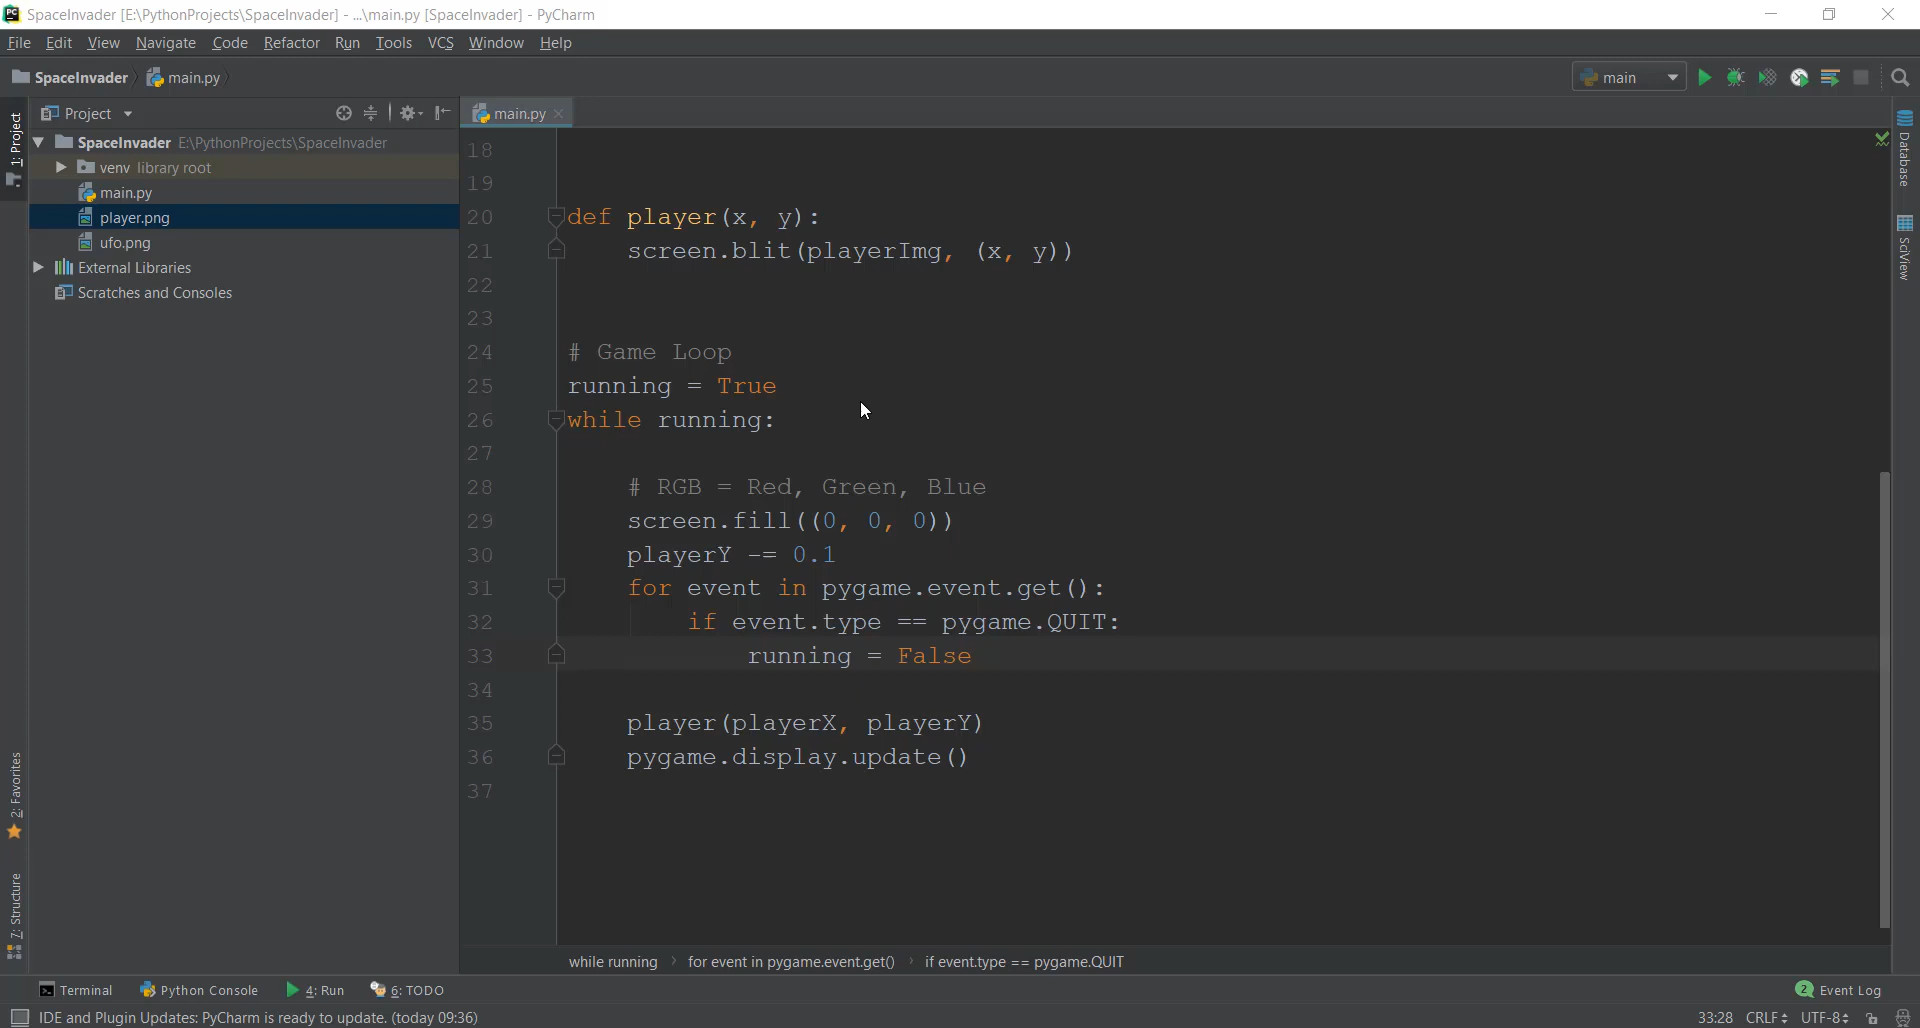 SpaceInvader [E:\PythonProjects\SpaceInvader] - ...\main.py [SpaceInvader] - PyCharm
File Edit View Navigate Code Refactor Run Tools VCS Window Help
SpaceInvader main.py
main
1: Project
Project
main.py
SpaceInvader E:\PythonProjects\SpaceInvader
venv library root
main.py
player.png
ufo.png
External Libraries
Scratches and Consoles
18
19
20 def player(x, y):
21 screen.blit(playerImg, (x, y))
22
23
24 # Game Loop
25 running = True
26 while running:
27
28 # RGB = Red, Green, Blue
29 screen.fill((0, 0, 0))
30 playerY -= 0.1
31 for event in pygame.event.get():
32 if event.type == pygame.QUIT:
33 running = False
34
35 player(playerX, playerY)
36 pygame.display.update()
37
Database
SciView
2: Favorites
7: Structure
while running for event in pygame.event.get() if event.type == pygame.QUIT
Terminal Python Console 4: Run 6: TODO 2 Event Log
IDE and Plugin Updates: PyCharm is ready to update. (today 09:36) 33:28 CRLF UTF-8